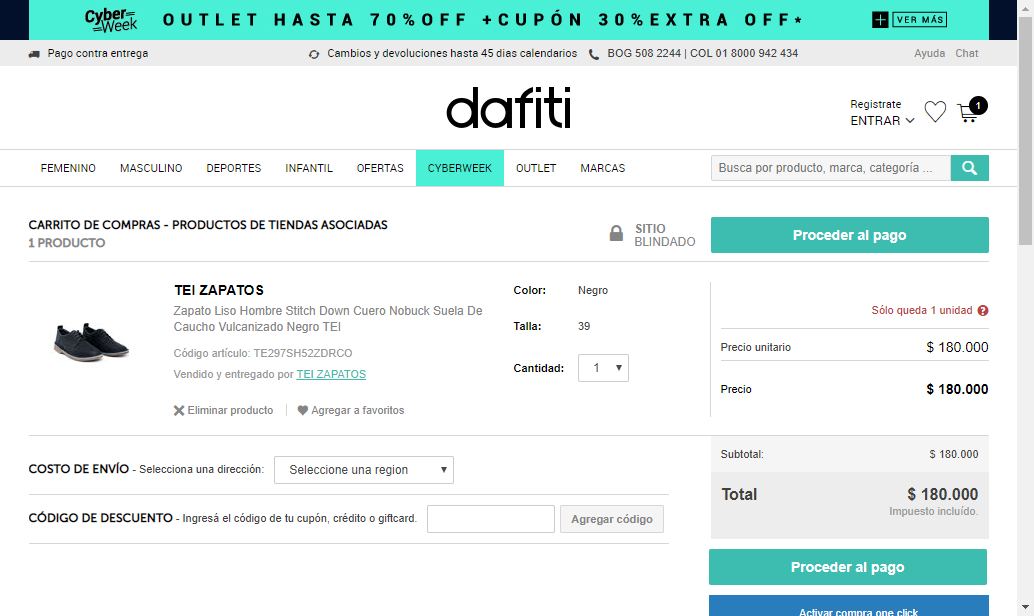 Cyber Week OUTLET HASTA 70%OFF +CUPÓN 30%EXTRA OFF* + VER MÁS
Pago contra entrega Cambios y devoluciones hasta 45 dias calendarios BOG 508 2244 | COL 01 8000 942 434 Ayuda Chat
dafiti
Registrate
ENTRAR 1
FEMENINO MASCULINO DEPORTES INFANTIL OFERTAS CYBERWEEK OUTLET MARCAS Busca por producto, marca, categoría ...
CARRITO DE COMPRAS - PRODUCTOS DE TIENDAS ASOCIADAS
1 PRODUCTO
SITIO
BLINDADO
Proceder al pago
TEI ZAPATOS
Zapato Liso Hombre Stitch Down Cuero Nobuck Suela De
Caucho Vulcanizado Negro TEI
Código artículo: TE297SH52ZDRCO
Vendido y entregado por TEI ZAPATOS
Eliminar producto Agregar a favoritos
Color: Negro
Talla: 39
Cantidad: 1
Sólo queda 1 unidad ?
Precio unitario $ 180.000
Precio $ 180.000
COSTO DE ENVÍO - Selecciona una dirección: Seleccione una region
CÓDIGO DE DESCUENTO - Ingresá el código de tu cupón, crédito o giftcard. Agregar código
Subtotal: $ 180.000
Total $ 180.000
Impuesto incluído.
Proceder al pago
Activar compra one click